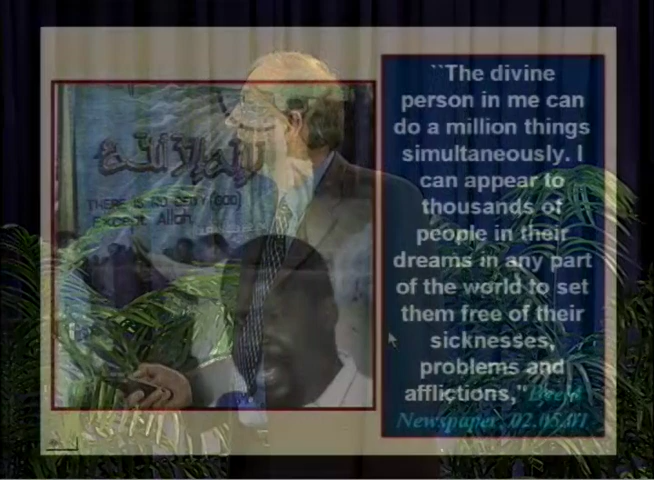 THERE IS NO DEITY (GOD)
Except Allah.
``The divine
person in me can
do a million things
simultaneously. I
can appear to
thousands of
people in their
dreams in any part
of the world to set
them free of their
sicknesses,
problems and
afflictions,"
Newspaper, 02.05.01